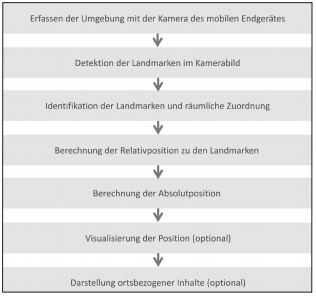 Erfassen der Umgebung mit der Kamera des mobilen Endgerätes
Detektion der Landmarken im Kamerabild
Identifikation der Landmarken und räumliche Zuordnung
Berechnung der Relativposition zu den Landmarken
Berechnung der Absolutposition
Visualisierung der Position (optional)
Darstellung ortsbezogener Inhalte (optional)